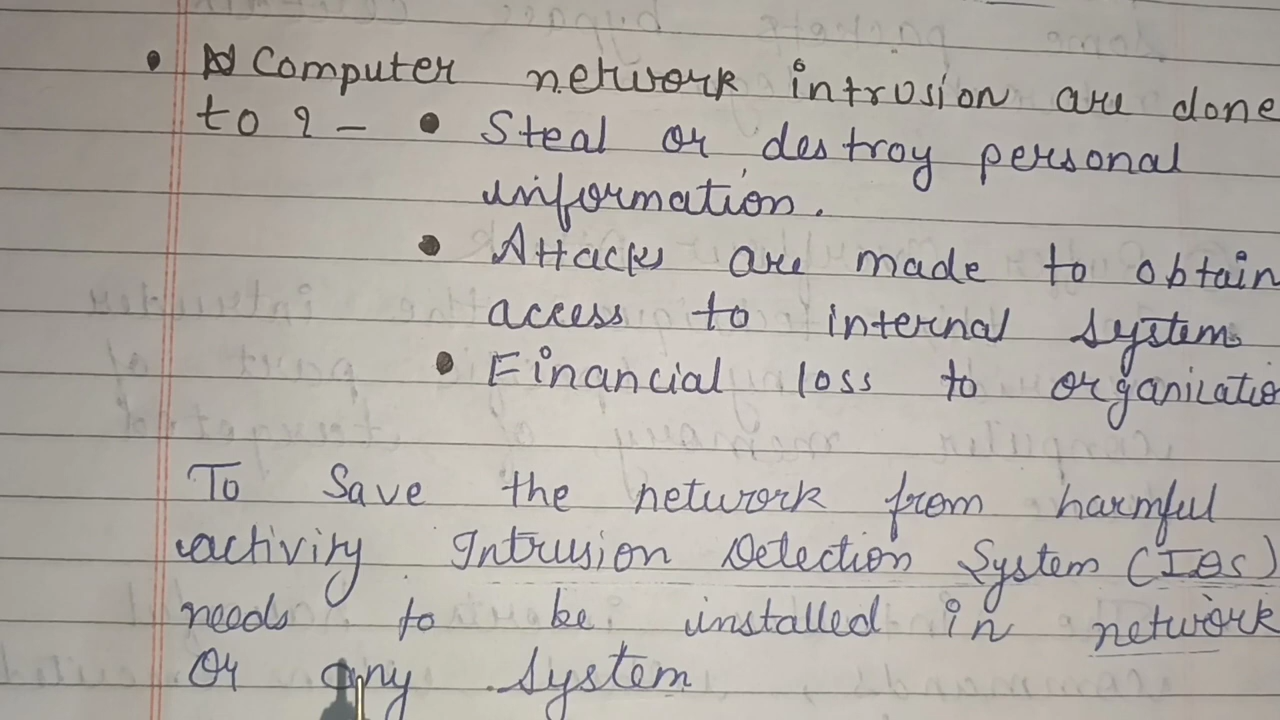 • Computer network intrusion are done
to ? – • Steal or destroy personal
information.
• Attacks are made to obtain
access to internal systems
• Financial loss to organizatio
To Save the network from harmful
activity. Intrusion Detection System (IDS)
needs to be installed in network
or any system